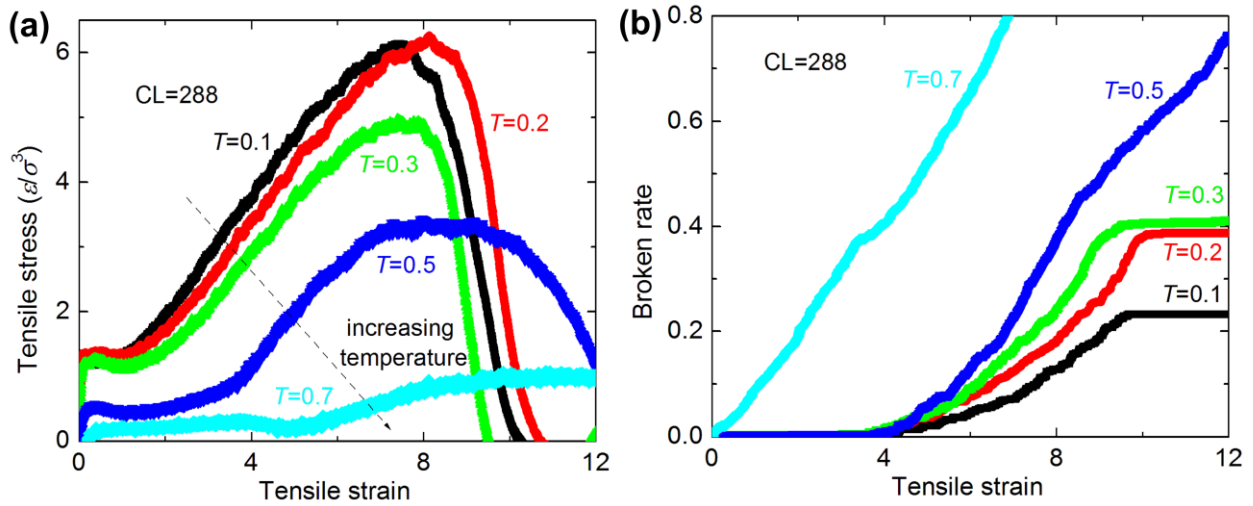 (a)
Tensile stress (ε/σ³)
6
4
2
0
CL=288
T=0.1
T=0.2
T=0.3
T=0.5
increasing
temperature
T=0.7
0 4 8 12
Tensile strain
(b)
Broken rate
0.8
0.6
0.4
0.2
0.0
CL=288
T=0.7
T=0.5
T=0.3
T=0.2
T=0.1
0 4 8 12
Tensile strain